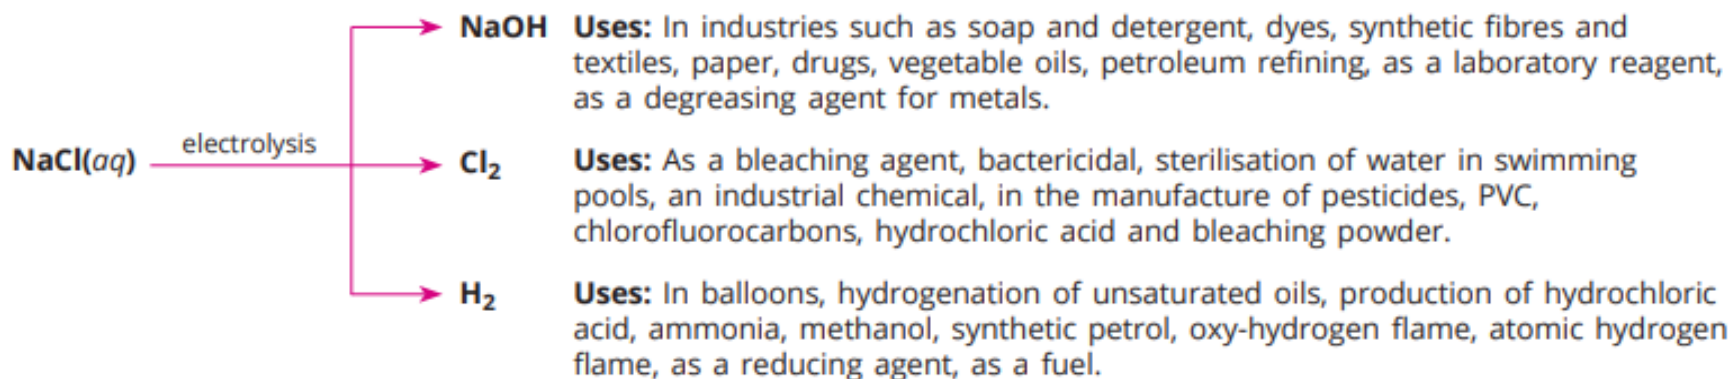 NaOH Uses: In industries such as soap and detergent, dyes, synthetic fibres and
textiles, paper, drugs, vegetable oils, petroleum refining, as a laboratory reagent,
as a degreasing agent for metals.
NaCl(aq) electrolysis
Cl₂ Uses: As a bleaching agent, bactericidal, sterilisation of water in swimming
pools, an industrial chemical, in the manufacture of pesticides, PVC,
chlorofluorocarbons, hydrochloric acid and bleaching powder.
H₂ Uses: In balloons, hydrogenation of unsaturated oils, production of hydrochloric
acid, ammonia, methanol, synthetic petrol, oxy-hydrogen flame, atomic hydrogen
flame, as a reducing agent, as a fuel.